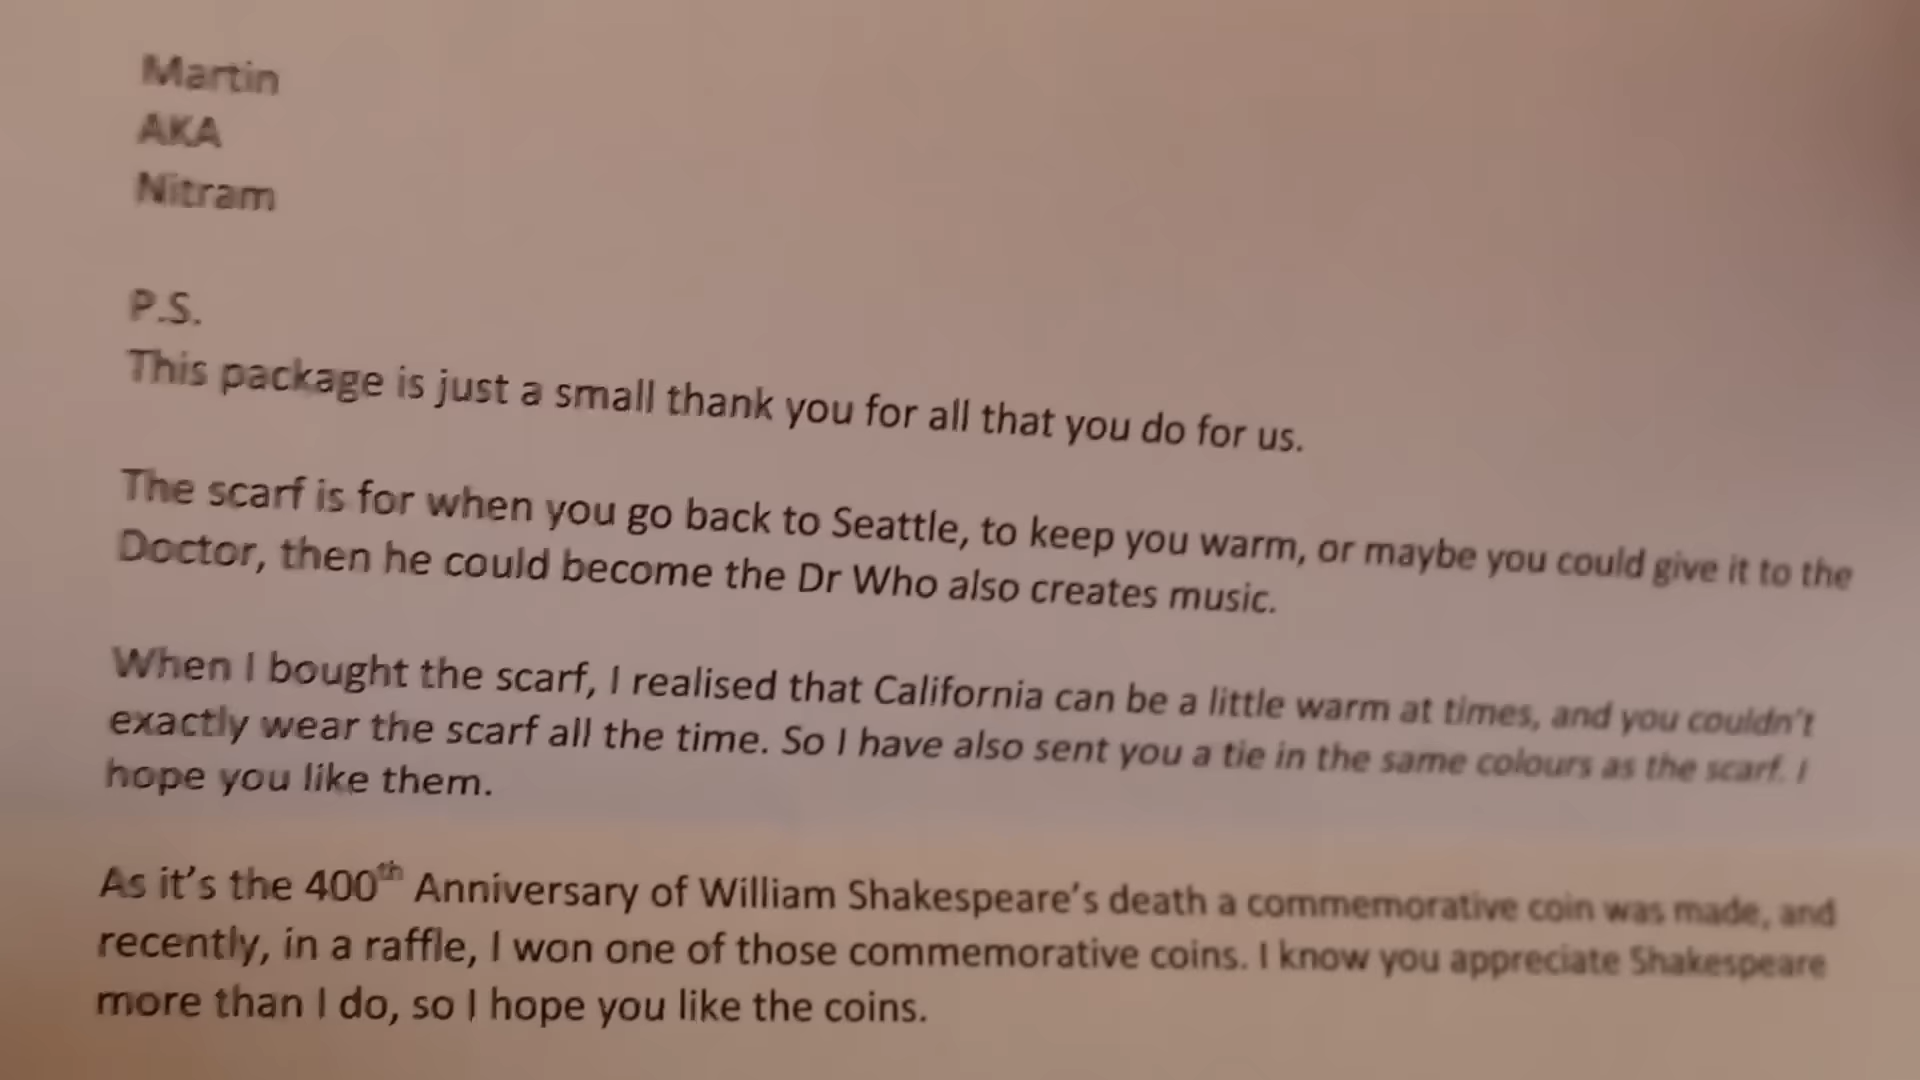 Martin
AKA
Nitram
P.S.
This package is just a small thank you for all that you do for us.
The scarf is for when you go back to Seattle, to keep you warm, or maybe you could give it to the
Doctor, then he could become the Dr Who also creates music.
When I bought the scarf, I realised that California can be a little warm at times, and you couldn't
exactly wear the scarf all the time. So I have also sent you a tie in the same colours as the scarf. I
hope you like them.
As it's the 400th Anniversary of William Shakespeare's death a commemorative coin was made, and
recently, in a raffle, I won one of those commemorative coins. I know you appreciate Shakespeare
more than I do, so I hope you like the coins.